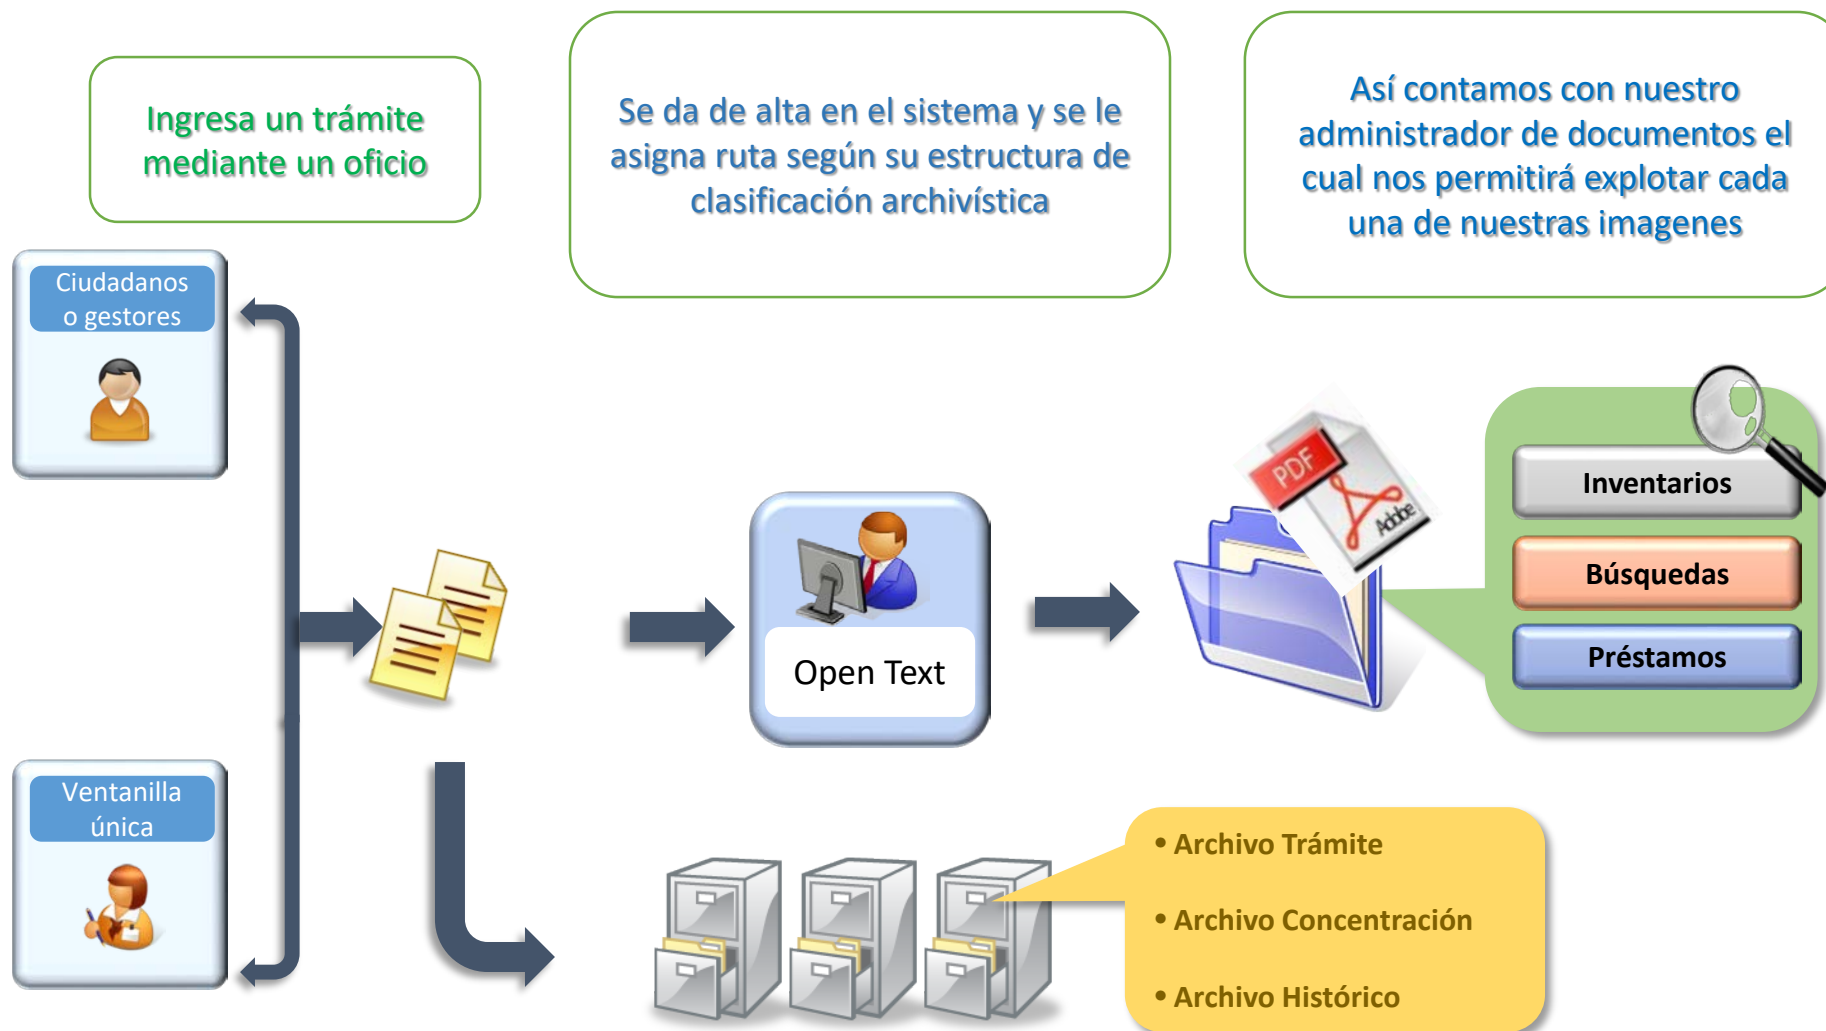 Ingresa un trámite
mediante un oficio
Se da de alta en el sistema y se le
asigna ruta según su estructura de
clasificación archivística
Así contamos con nuestro
administrador de documentos el
cual nos permitirá explotar cada
una de nuestras imagenes
Ciudadanos
o gestores
Ventanilla
única
Open Text
PDF
Adobe
Inventarios
Búsquedas
Préstamos
• Archivo Trámite
• Archivo Concentración
• Archivo Histórico